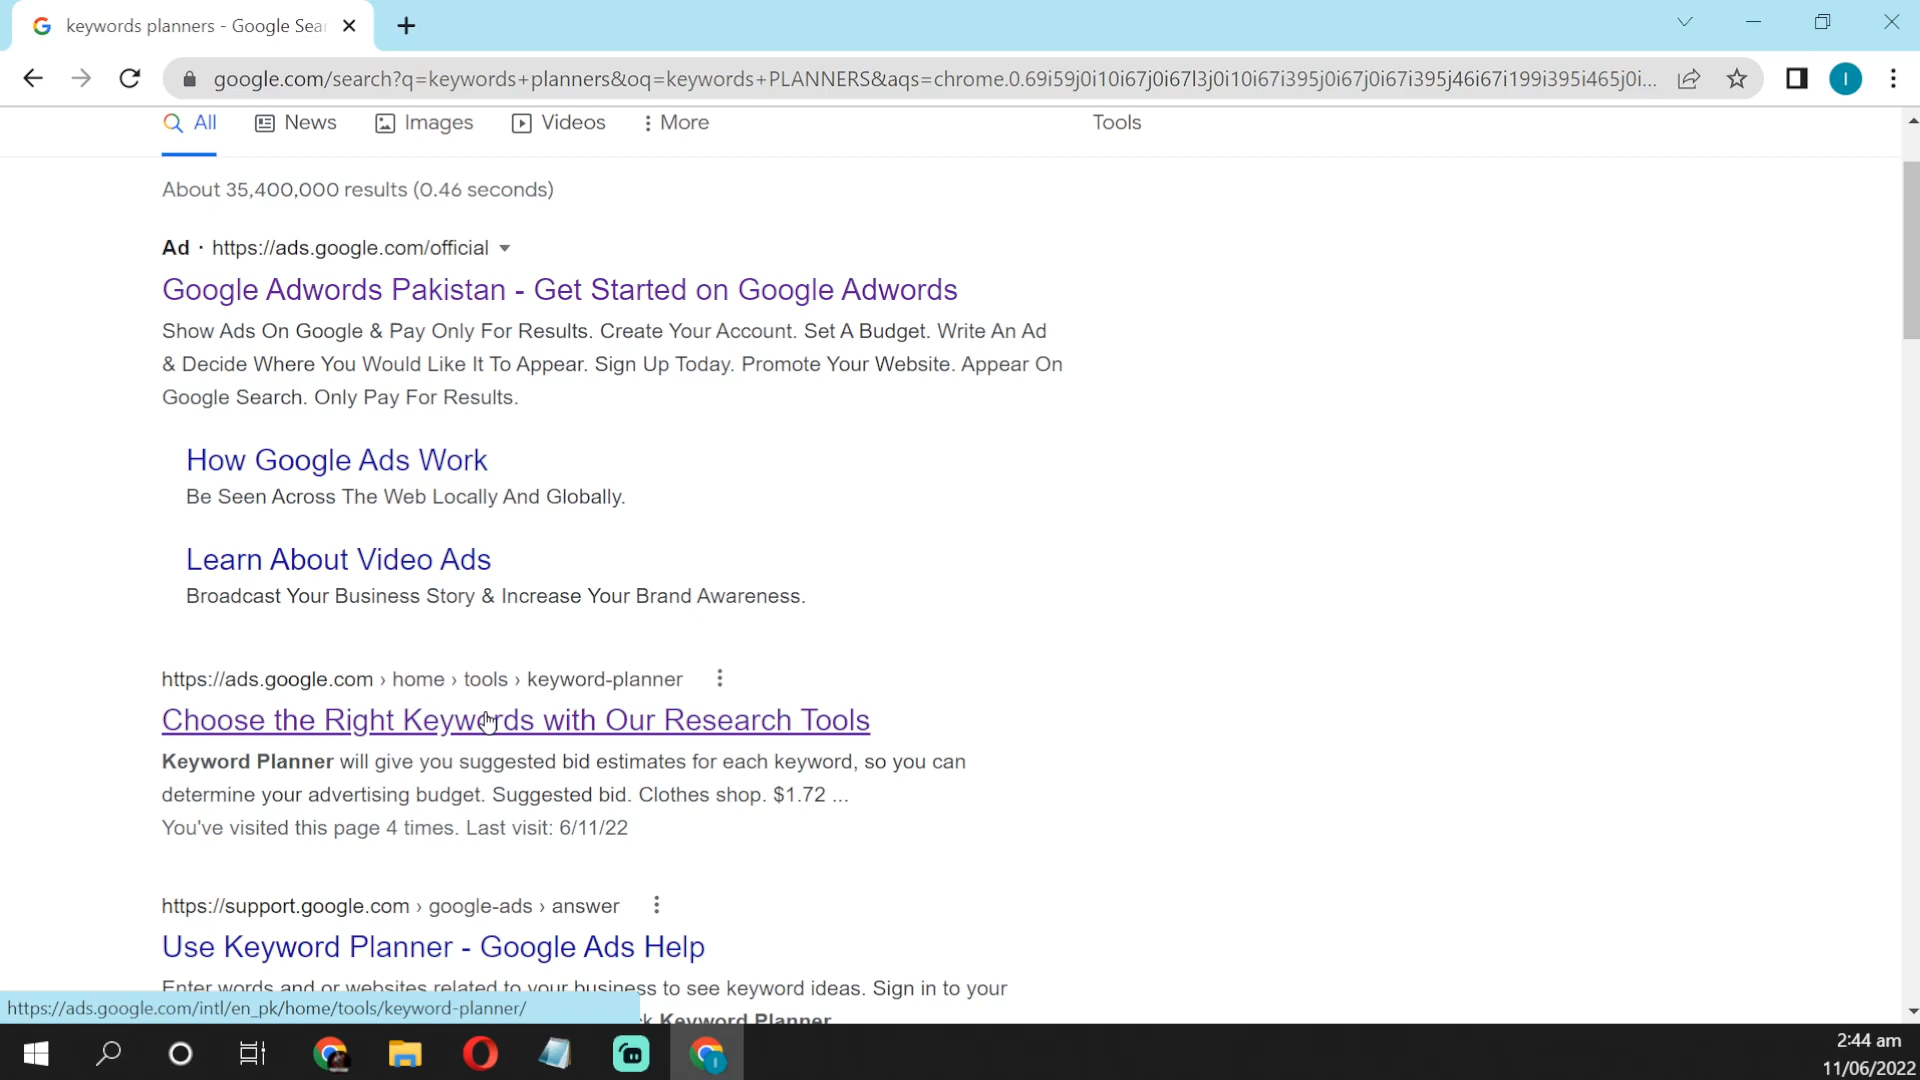 keywords planners - Google Sear
google.com/search?q=keywords+planners&oq=keywords+PLANNERS&aqs=chrome.0.69i59j0i10i67j0i67l3j0i10i67i395j0i67j0i67i395j46i67i199i395i465j0i...
I
All
News
Images
Videos
More
Tools
About 35,400,000 results (0.46 seconds)
Ad · https://ads.google.com/official
Google Adwords Pakistan - Get Started on Google Adwords
Show Ads On Google & Pay Only For Results. Create Your Account. Set A Budget. Write An Ad
& Decide Where You Would Like It To Appear. Sign Up Today. Promote Your Website. Appear On
Google Search. Only Pay For Results.
How Google Ads Work
Be Seen Across The Web Locally And Globally.
Learn About Video Ads
Broadcast Your Business Story & Increase Your Brand Awareness.
https://ads.google.com › home › tools › keyword-planner
Choose the Right Keywords with Our Research Tools
Keyword Planner will give you suggested bid estimates for each keyword, so you can
determine your advertising budget. Suggested bid. Clothes shop. $1.72 ...
You've visited this page 4 times. Last visit: 6/11/22
https://support.google.com › google-ads › answer
Use Keyword Planner - Google Ads Help
Enter words and or websites related to your business to see keyword ideas. Sign in to your
Keyword Planner
https://ads.google.com/intl/en_pk/home/tools/keyword-planner/
2:44 am
11/06/2022